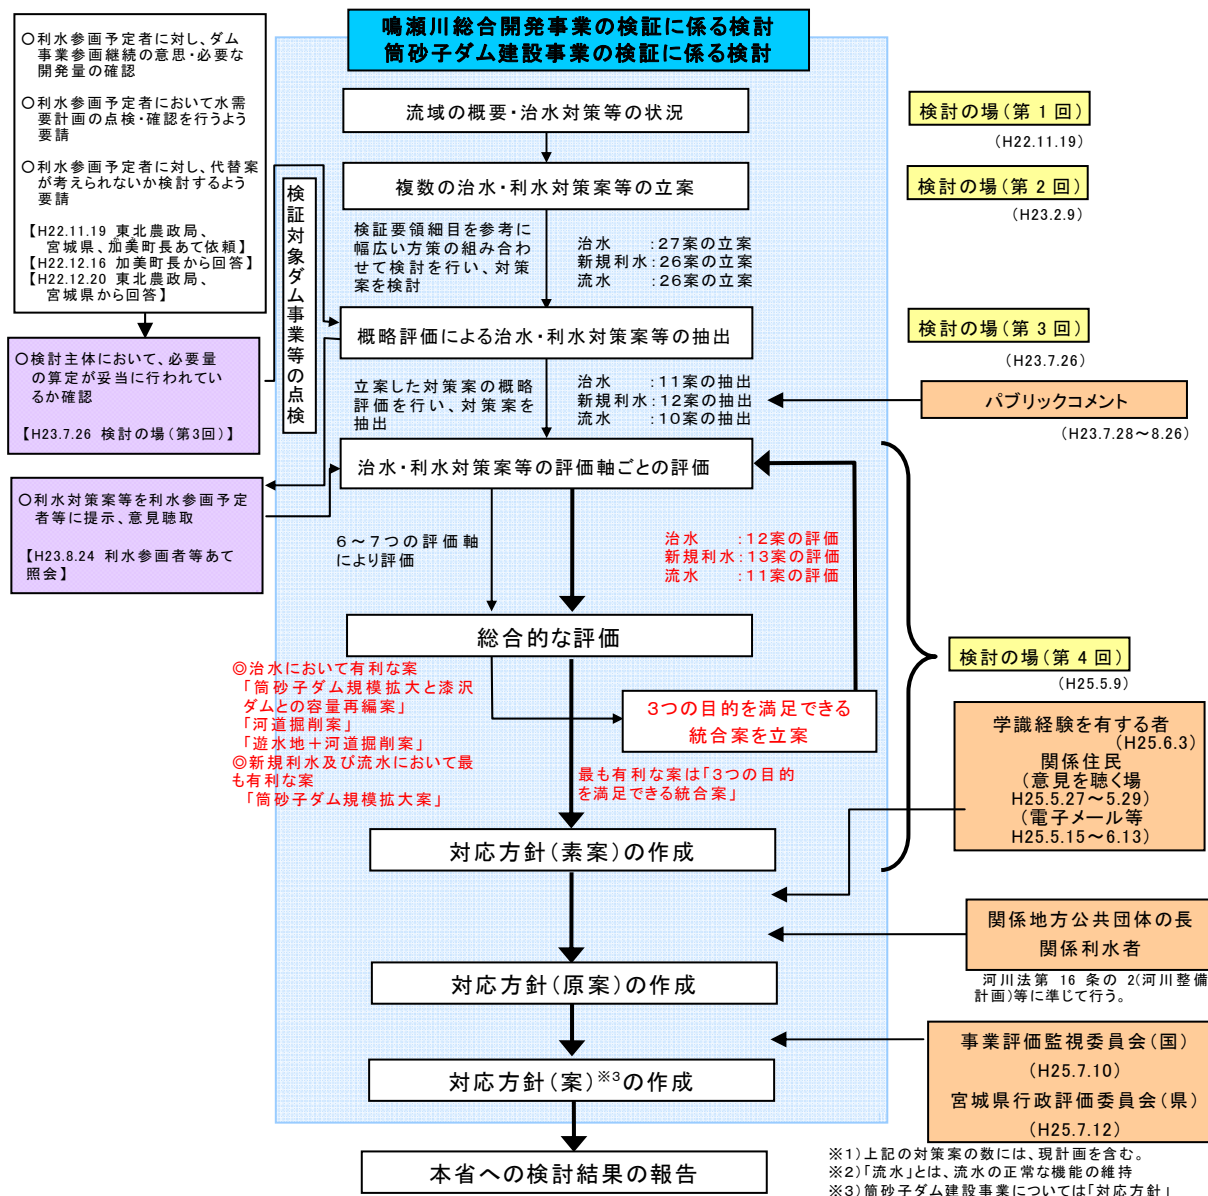 鳴瀬川総合開発事業の検証に係る検討
筒砂子ダム建設事業の検証に係る検討
○利水参画予定者に対し、ダム
事業参画継続の意思・必要な
開発量の確認
○利水参画予定者において水需
要計画の点検・確認を行うよう
要請
○利水参画予定者に対し、代替案
が考えられないか検討するよう
要請
【H22.11.19 東北農政局、
宮城県、加美町長あて依頼】
【H22.12.16 加美町長から回答】
【H22.12.20 東北農政局、
宮城県から回答】
○検討主体において、必要量
の算定が妥当に行われてい
るか確認
【H23.7.26 検討の場(第3回)】
○利水対策案等を利水参画予定
者等に提示、意見聴取
【H23.8.24 利水参画者等あて
照会】
検証対象ダム事業等の点検
流域の概要・治水対策等の状況
複数の治水・利水対策案等の立案
検証要領細目を参考に
幅広い方策の組み合わ
せて検討を行い、対策
案を検討
治水　　:27案の立案
新規利水:26案の立案
流水　　:26案の立案
概略評価による治水・利水対策案等の抽出
立案した対策案の概略
評価を行い、対策案を
抽出
治水　　:11案の抽出
新規利水:12案の抽出
流水　　:10案の抽出
治水・利水対策案等の評価軸ごとの評価
6～7つの評価軸
により評価
治水　　:12案の評価
新規利水:13案の評価
流水　　:11案の評価
総合的な評価
◎治水において有利な案
「筒砂子ダム規模拡大と漆沢
ダムとの容量再編案」
「河道掘削案」
「遊水地＋河道掘削案」
◎新規利水及び流水において最
も有利な案
「筒砂子ダム規模拡大案」
3つの目的を満足できる
統合案を立案
最も有利な案は「3つの目的
を満足できる統合案」
対応方針(素案)の作成
対応方針(原案)の作成
対応方針(案)※3の作成
本省への検討結果の報告
検討の場(第 1 回)
(H22.11.19)
検討の場(第 2 回)
(H23.2.9)
検討の場(第 3 回)
(H23.7.26)
パブリックコメント
(H23.7.28～8.26)
検討の場(第 4 回)
(H25.5.9)
学識経験を有する者
(H25.6.3)
関係住民
(意見を聴く場
H25.5.27～5.29)
(電子メール等
H25.5.15～6.13)
関係地方公共団体の長
関係利水者
河川法第 16 条の 2(河川整備
計画)等に準じて行う。
事業評価監視委員会(国)
(H25.7.10)
宮城県行政評価委員会(県)
(H25.7.12)
※1)上記の対策案の数には、現計画を含む。
※2)「流水」とは、流水の正常な機能の維持
※3)筒砂子ダム建設事業については「対応方針」